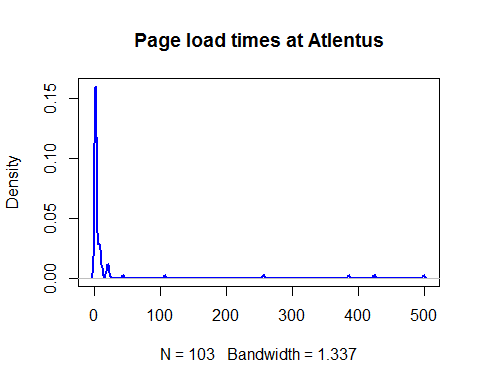 Page load times at Atlentus
Density
0.15
0.10
0.05
0.00
0 100 200 300 400 500
N = 103 Bandwidth = 1.337